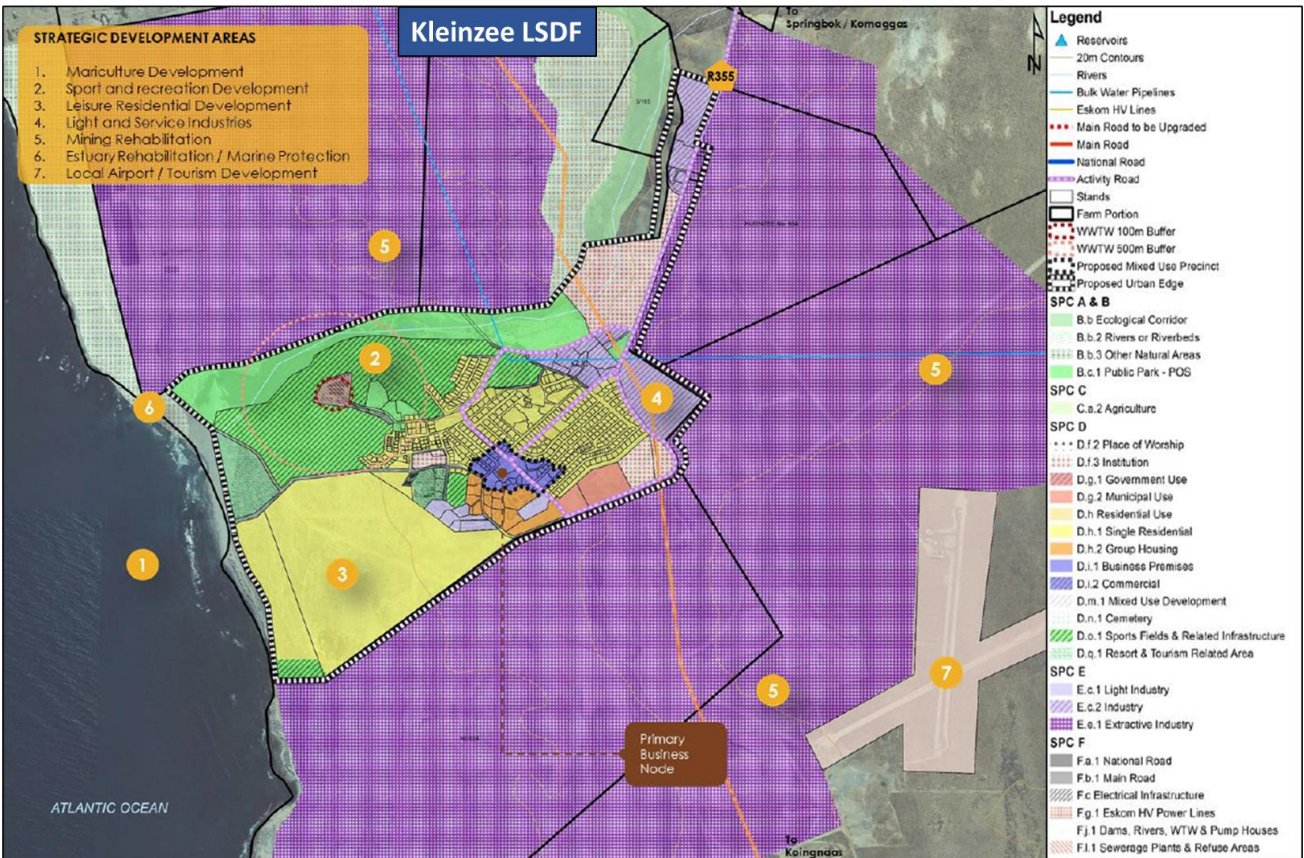 Kleinzee LSDF
STRATEGIC DEVELOPMENT AREAS
1. Mariculture Development
2. Sport and recreation Development
3. Leisure Residential Development
4. Light and Service Industries
5. Mining Rehabilitation
6. Estuary Rehabilitation / Marine Protection
7. Local Airport / Tourism Development
To
Springbok / Komaggas
N
R355
5
2
5
6
4
1
3
7
5
Primary
Business
Node
ATLANTIC OCEAN
To
Koingnaas
Legend
Reservoirs
20m Contours
Rivers
Bulk Water Pipelines
Eskom HV Lines
Main Road to be Upgraded
Main Road
National Road
Activity Road
Stands
Farm Portion
WWTW 100m Buffer
WWTW 500m Buffer
Proposed Mixed Use Precinct
Proposed Urban Edge
SPC A & B
B.b Ecological Corridor
B.b.2 Rivers or Riverbeds
B.b.3 Other Natural Areas
B.c.1 Public Park - POS
SPC C
C.a.2 Agriculture
SPC D
D.f.2 Place of Worship
D.f.3 Institution
D.g.1 Government Use
D.g.2 Municipal Use
D.h Residential Use
D.h.1 Single Residential
D.h.2 Group Housing
D.i.1 Business Premises
D.i.2 Commercial
D.m.1 Mixed Use Development
D.n.1 Cemetery
D.o.1 Sports Fields & Related Infrastructure
D.q.1 Resort & Tourism Related Area
SPC E
E.c.1 Light Industry
E.c.2 Industry
E.e.1 Extractive Industry
SPC F
F.a.1 National Road
F.b.1 Main Road
F.c Electrical Infrastructure
F.g.1 Eskom HV Power Lines
F.j.1 Dams, Rivers, WTW & Pump Houses
F.l.1 Sewerage Plants & Refuse Areas